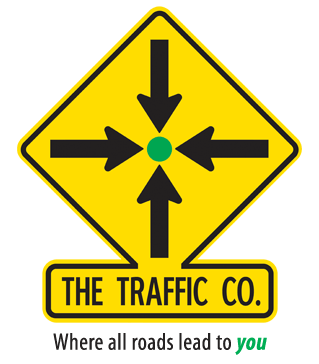 THE TRAFFIC CO.
Where all roads lead to you